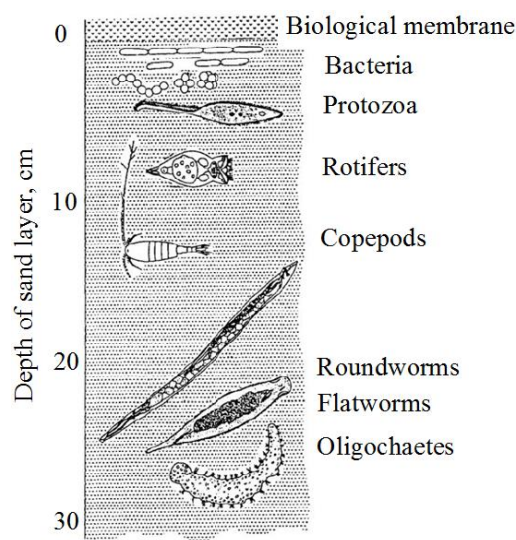 0
Biological membrane
Bacteria
Protozoa
Rotifers
10
Copepods
Depth of sand layer, cm
20
Roundworms
Flatworms
Oligochaetes
30